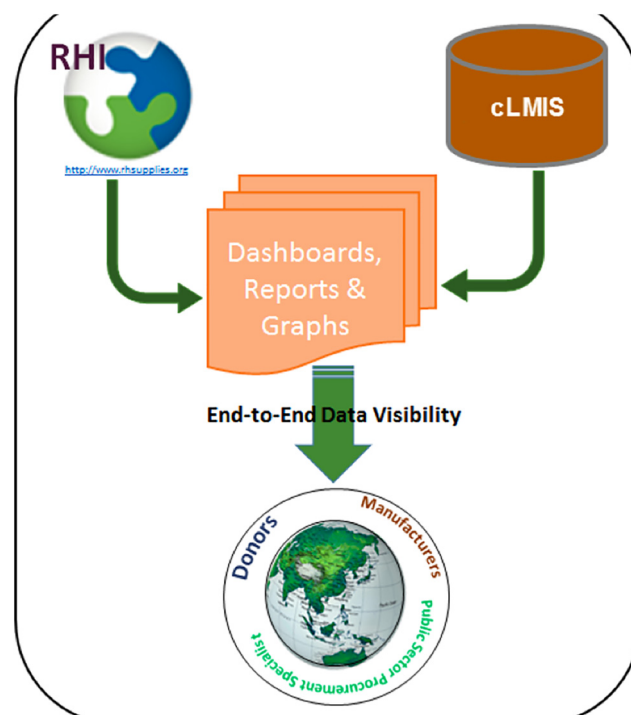 RHI
http://www.rhsupplies.org
cLMIS
Dashboards,
Reports &
Graphs
End-to-End Data Visibility
Donors
Manufacturers
Public Sector Procurement Specialist